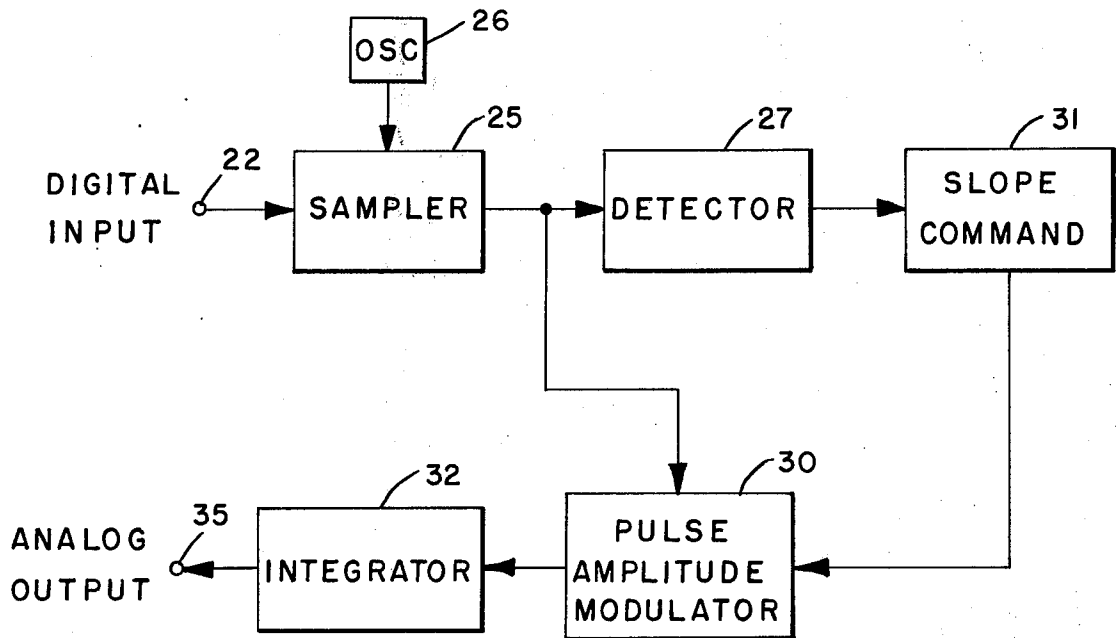 26
OSC
25
27
31
22
DIGITAL
INPUT
SAMPLER
DETECTOR
SLOPE
COMMAND
32
30
35
ANALOG
OUTPUT
INTEGRATOR
PULSE
AMPLITUDE
MODULATOR